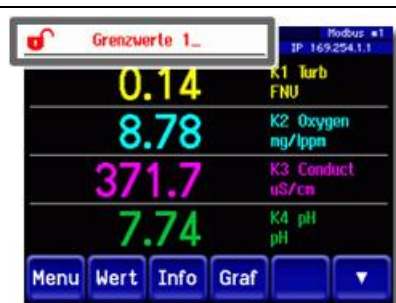 Grenzwerte 1…
Modbus #1
IP 169.254.1.1
0.14
K1 Turb
FNU
8.78
K2 Oxygen
mg/lppm
371.7
K3 Conduct
uS/cm
7.74
K4 pH
pH
Menu Wert Info Graf ▼